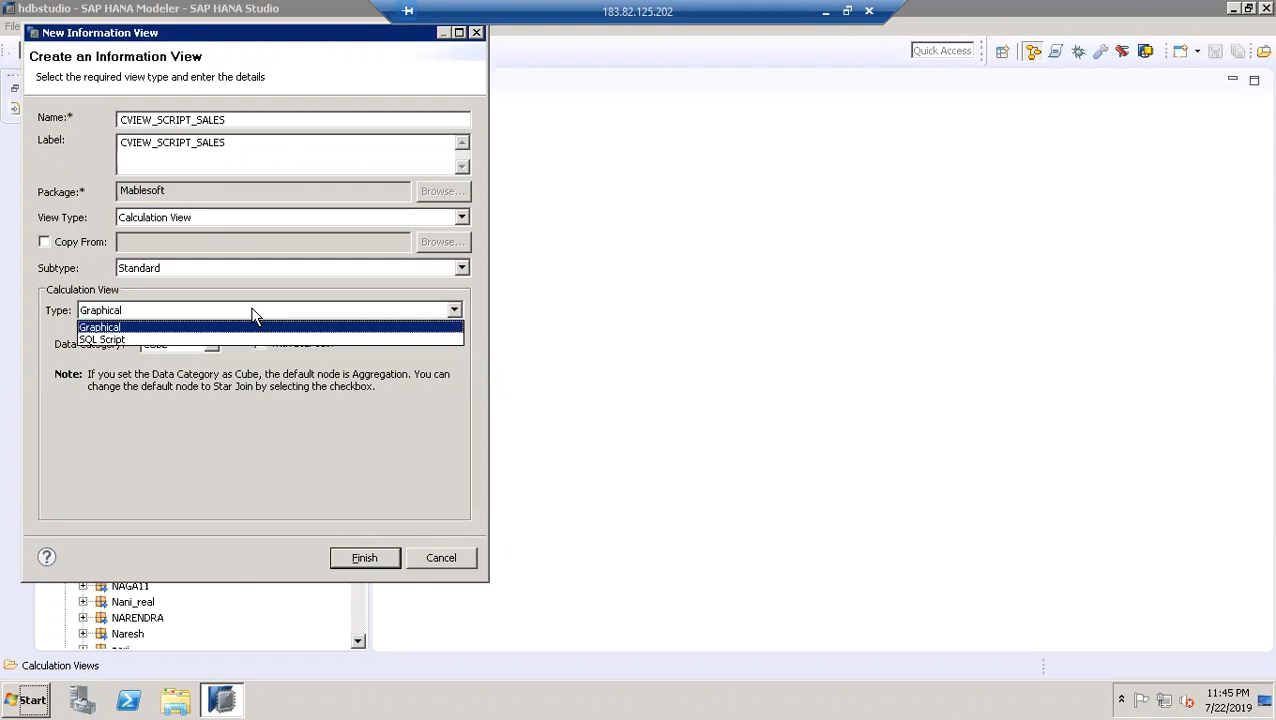 hdbstudio - SAP HANA Modeler - SAP HANA Studio
183.82.125.202
New Information View
Create an Information View
Select the required view type and enter the details
Quick Access
Name:* CVIEW_SCRIPT_SALES
Label: CVIEW_SCRIPT_SALES
Package:* Mablesoft Browse...
View Type: Calculation View
Copy From: Browse...
Subtype: Standard
Calculation View
Type: Graphical
Graphical
SQL Script
Note: If you set the Data Category as Cube, the default node is Aggregation. You can
change the default node to Star Join by selecting the checkbox.
Finish Cancel
NAGA11
Nani_real
NARENDRA
Naresh
Calculation Views
Start
11:45 PM
7/22/2019